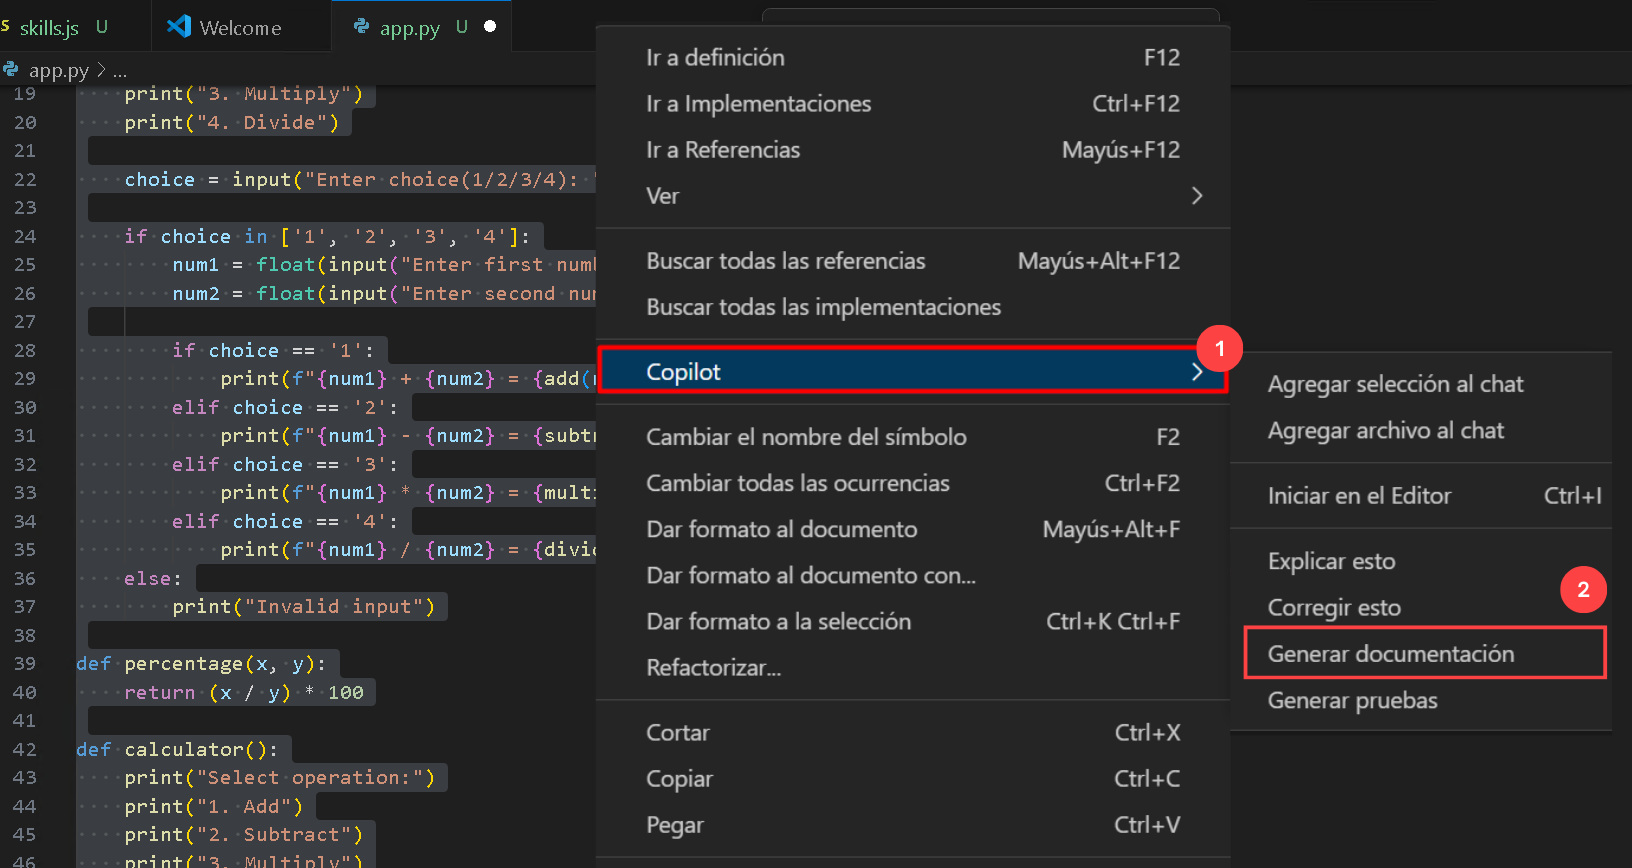 skills.js U
Welcome
app.py U
app.py > ...
19 print("3. Multiply")
20 print("4. Divide")
21
22 choice = input("Enter choice(1/2/3/4): "
23
24 if choice in ['1', '2', '3', '4']:
25 num1 = float(input("Enter first num
26 num2 = float(input("Enter second nu
27
28 if choice == '1':
29 print(f"{num1} + {num2} = {add(
30 elif choice == '2':
31 print(f"{num1} - {num2} = {subt
32 elif choice == '3':
33 print(f"{num1} * {num2} = {multi
34 elif choice == '4':
35 print(f"{num1} / {num2} = {divi
36 else:
37 print("Invalid input")
38
39 def percentage(x, y):
40 return (x / y) * 100
41
42 def calculator():
43 print("Select operation:")
44 print("1. Add")
45 print("2. Subtract")
46 print("3. Multiply")
Ir a definición F12
Ir a Implementaciones Ctrl+F12
Ir a Referencias Mayús+F12
Ver
Buscar todas las referencias Mayús+Alt+F12
Buscar todas las implementaciones
Copilot
1
Cambiar el nombre del símbolo F2
Cambiar todas las ocurrencias Ctrl+F2
Dar formato al documento Mayús+Alt+F
Dar formato al documento con...
Dar formato a la selección Ctrl+K Ctrl+F
Refactorizar...
Cortar Ctrl+X
Copiar Ctrl+C
Pegar Ctrl+V
Agregar selección al chat
Agregar archivo al chat
Iniciar en el Editor Ctrl+I
Explicar esto
2
Corregir esto
Generar documentación
Generar pruebas